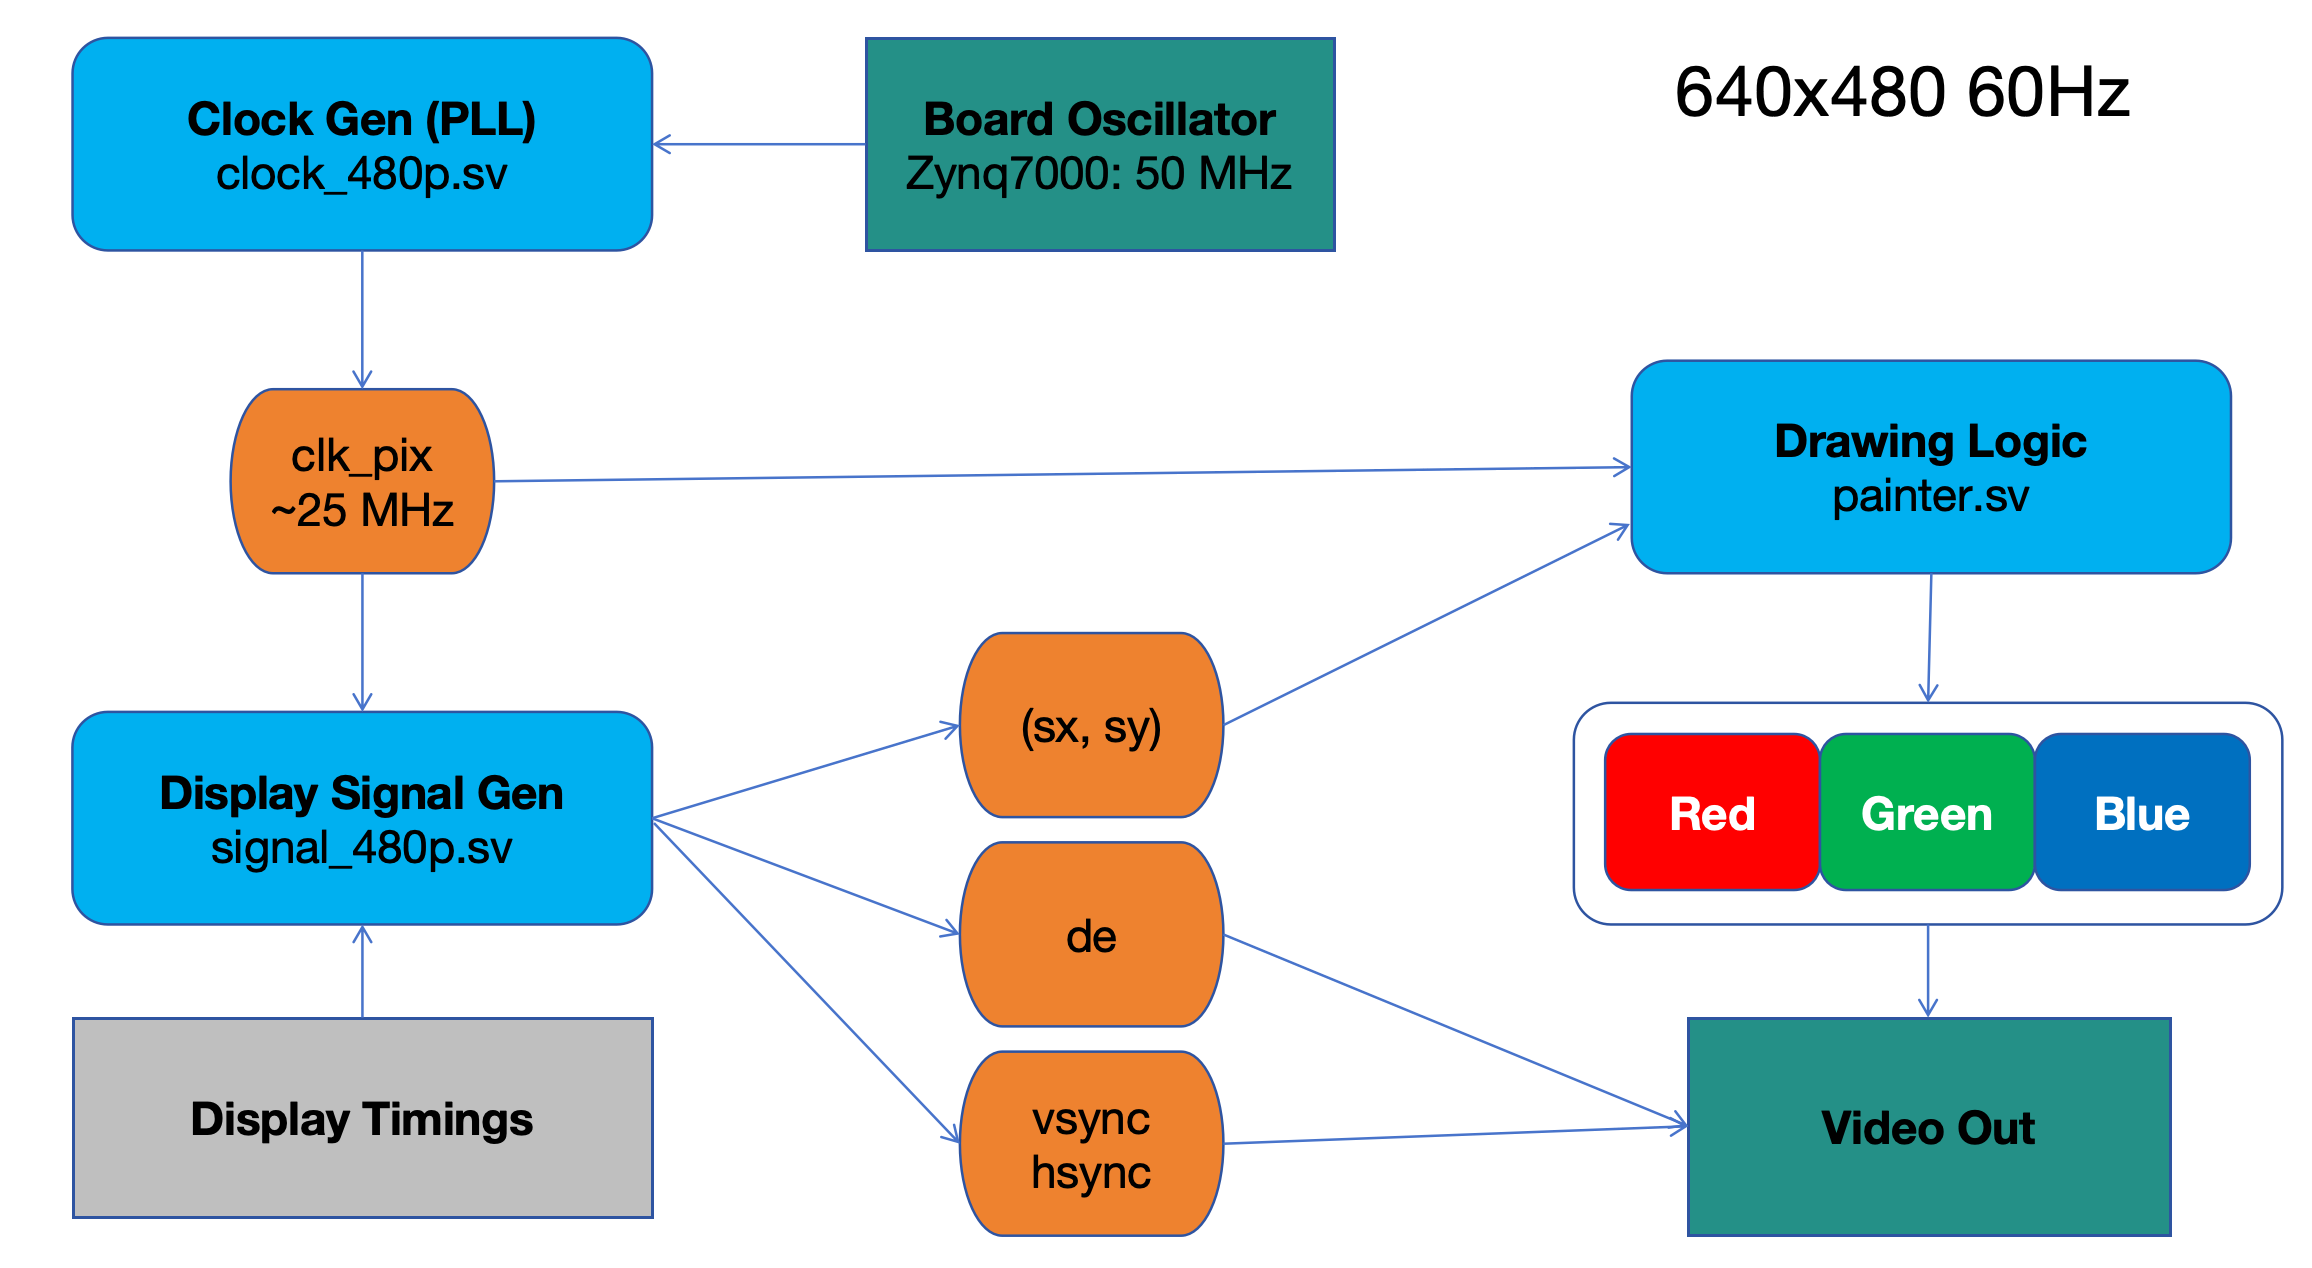 Clock Gen (PLL)
clock_480p.sv
Board Oscillator
Zynq7000: 50 MHz
640x480 60Hz
clk_pix
~25 MHz
Drawing Logic
painter.sv
Display Signal Gen
signal_480p.sv
(sx, sy)
de
vsync
hsync
Red
Green
Blue
Display Timings
Video Out